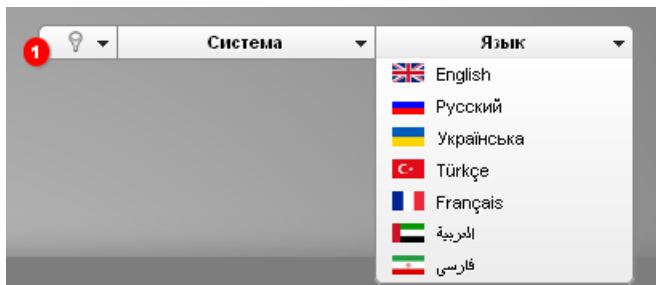 1 Система Язык
English
Русский
Українська
Türkçe
Français
العربية
فارسی